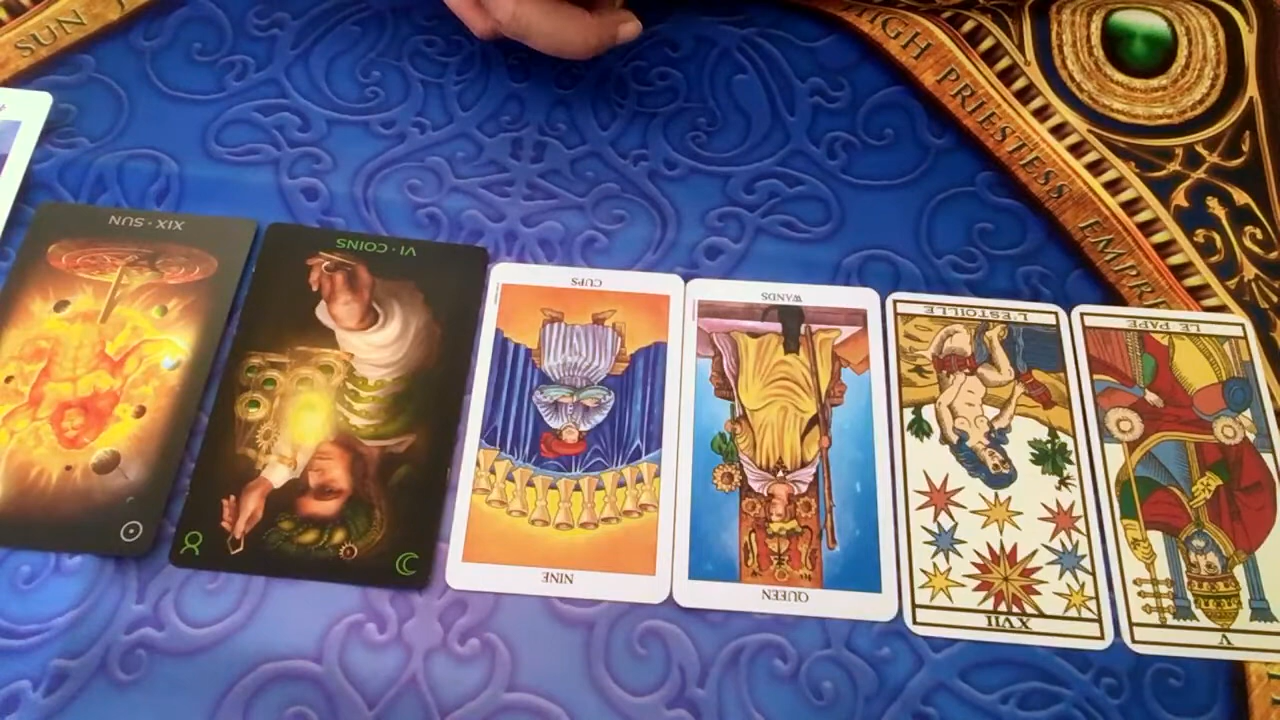 SUN
HIGH PRIESTESS EMPRE
XIX • SUN
VI • COINS
CUPS
WANDS
L'ESTOILLE
LE PAPE
NINE
QUEEN
XVII
V